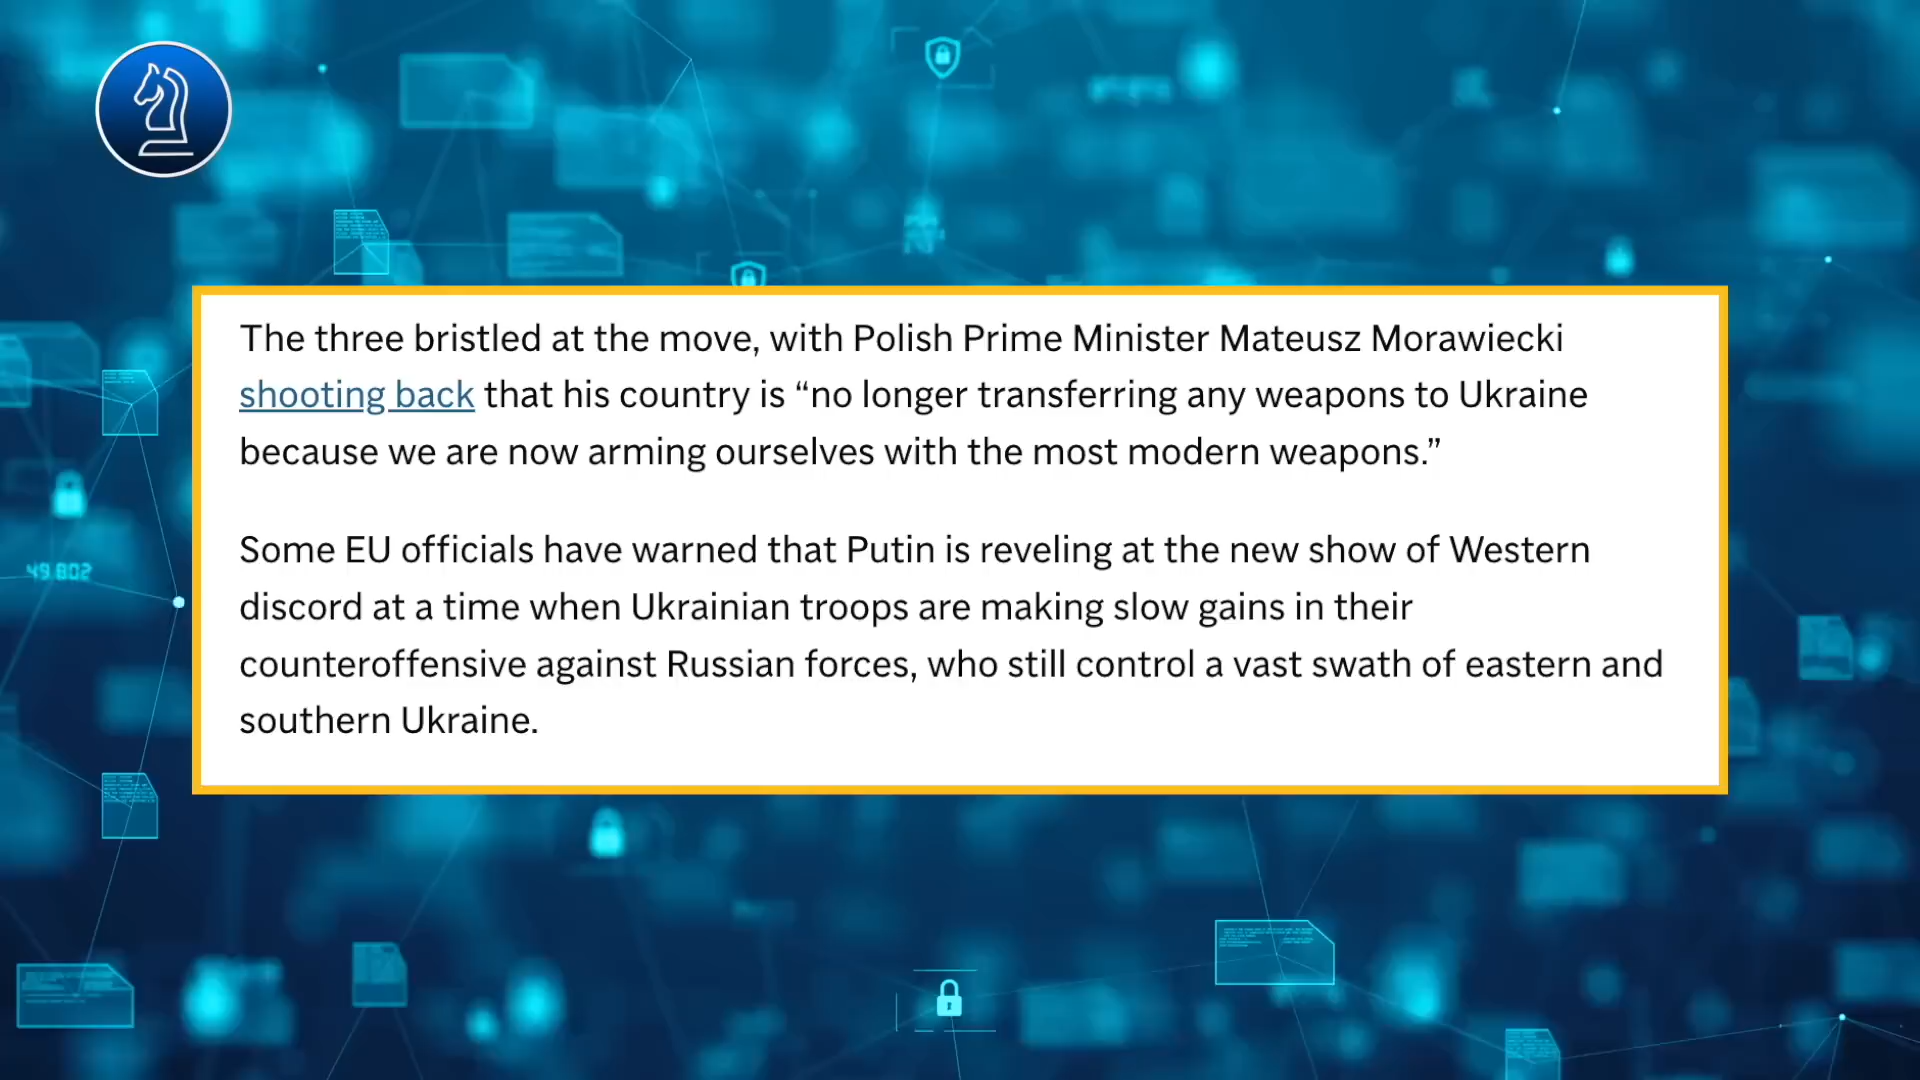 The three bristled at the move, with Polish Prime Minister Mateusz Morawiecki
shooting back that his country is “no longer transferring any weapons to Ukraine
because we are now arming ourselves with the most modern weapons.”
Some EU officials have warned that Putin is reveling at the new show of Western
discord at a time when Ukrainian troops are making slow gains in their
counteroffensive against Russian forces, who still control a vast swath of eastern and
southern Ukraine.
49.802